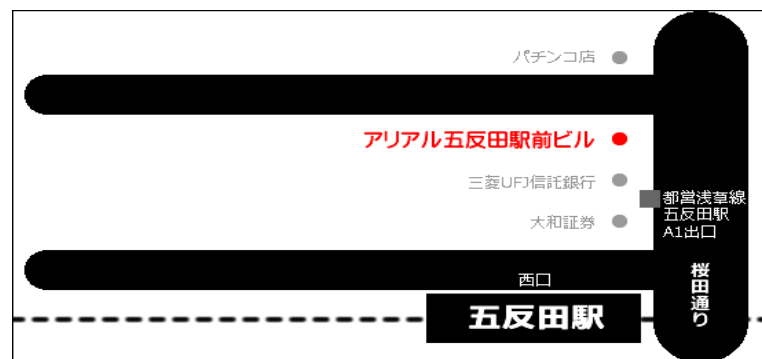 パチンコ店
アリアル五反田駅前ビル
三菱UFJ信託銀行
都営浅草線
五反田駅
A1出口
大和証券
西口
五反田駅
桜田通り